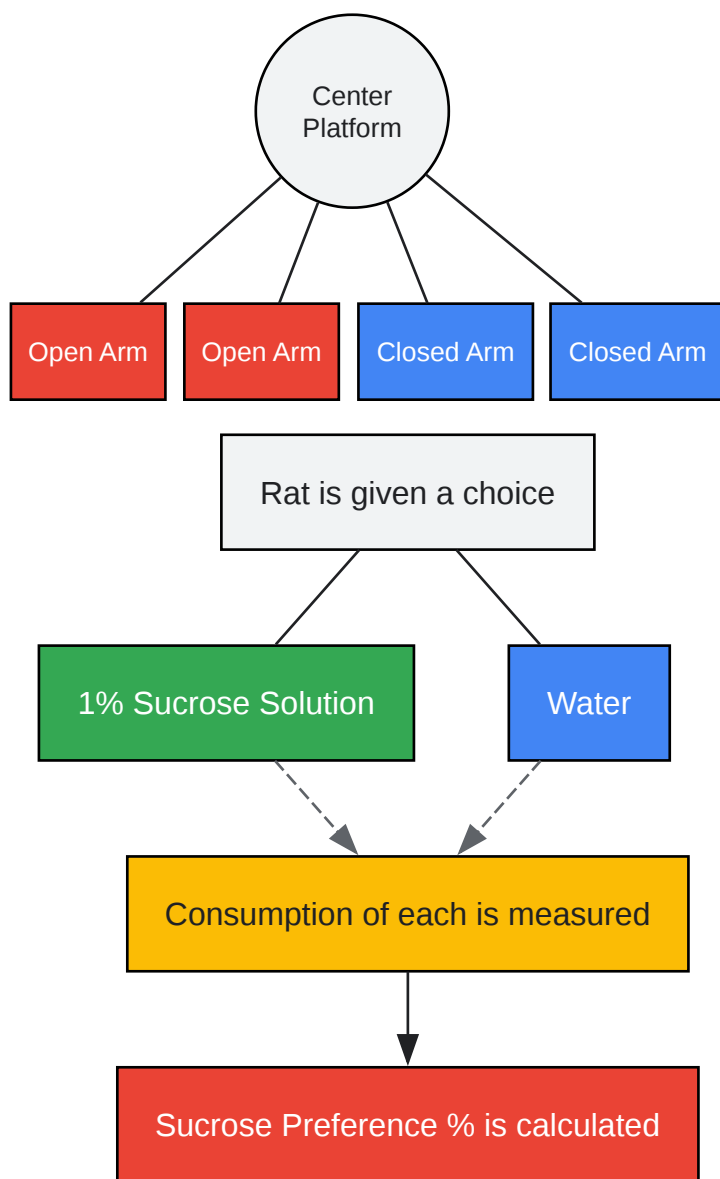 Center
Platform
Open Arm
Open Arm
Closed Arm
Closed Arm
Rat is given a choice
1% Sucrose Solution
Water
Consumption of each is measured
Sucrose Preference % is calculated